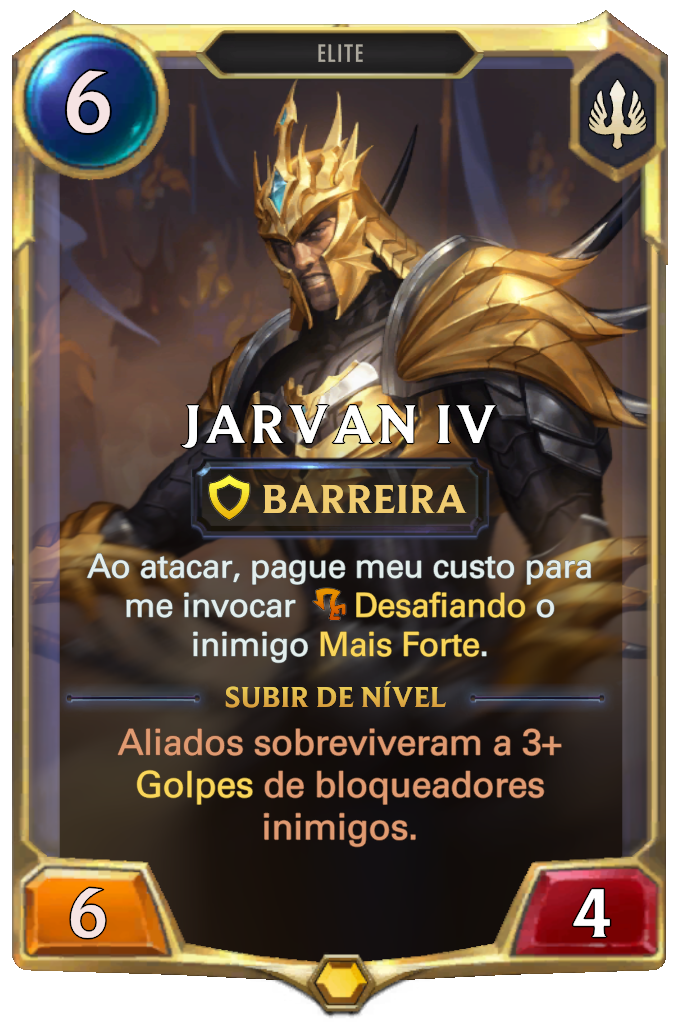 ELITE
6
JARVAN IV
BARREIRA
Ao atacar, pague meu custo para
me invocar Desafiando o
inimigo Mais Forte.
SUBIR DE NÍVEL
Aliados sobreviveram a 3+
Golpes de bloqueadores
inimigos.
6
4